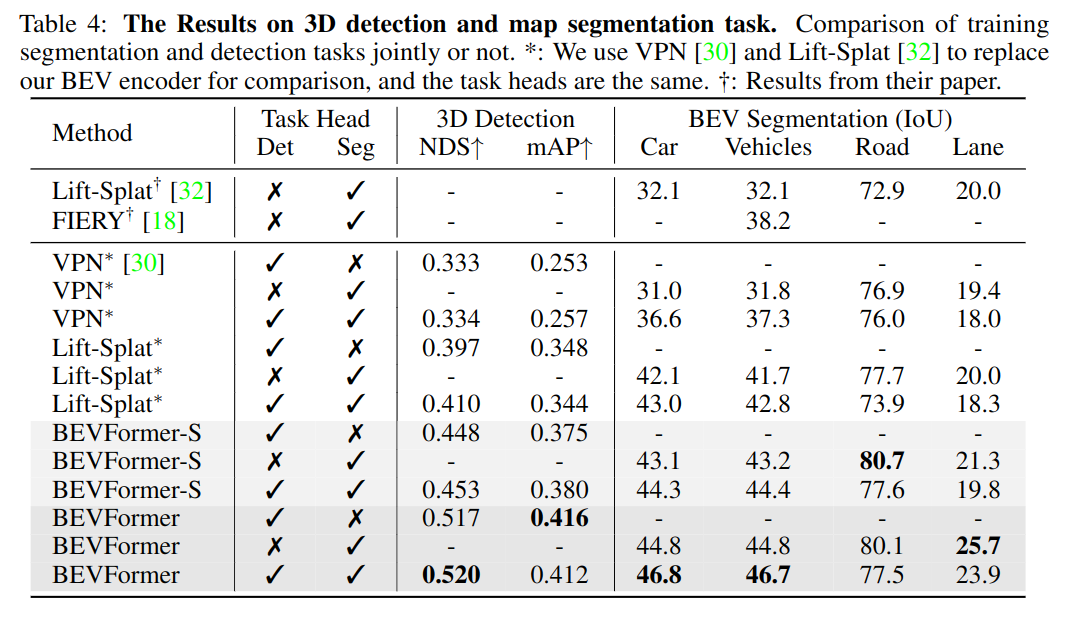 Table 4: The Results on 3D detection and map segmentation task. Comparison of training
segmentation and detection tasks jointly or not. *: We use VPN [30] and Lift-Splat [32] to replace
our BEV encoder for comparison, and the task heads are the same. †: Results from their paper.
Method Task Head 3D Detection BEV Segmentation (IoU)
Det Seg NDS↑ mAP↑ Car Vehicles Road Lane
Lift-Splat† [32] ✗ ✓ - - 32.1 32.1 72.9 20.0
FIERY† [18] ✗ ✓ - - - 38.2 - -
VPN* [30] ✓ ✗ 0.333 0.253 - - - -
VPN* ✗ ✓ - - 31.0 31.8 76.9 19.4
VPN* ✓ ✓ 0.334 0.257 36.6 37.3 76.0 18.0
Lift-Splat* ✓ ✗ 0.397 0.348 - - - -
Lift-Splat* ✗ ✓ - - 42.1 41.7 77.7 20.0
Lift-Splat* ✓ ✓ 0.410 0.344 43.0 42.8 73.9 18.3
BEVFormer-S ✓ ✗ 0.448 0.375 - - - -
BEVFormer-S ✗ ✓ - - 43.1 43.2 80.7 21.3
BEVFormer-S ✓ ✓ 0.453 0.380 44.3 44.4 77.6 19.8
BEVFormer ✓ ✗ 0.517 0.416 - - - -
BEVFormer ✗ ✓ - - 44.8 44.8 80.1 25.7
BEVFormer ✓ ✓ 0.520 0.412 46.8 46.7 77.5 23.9